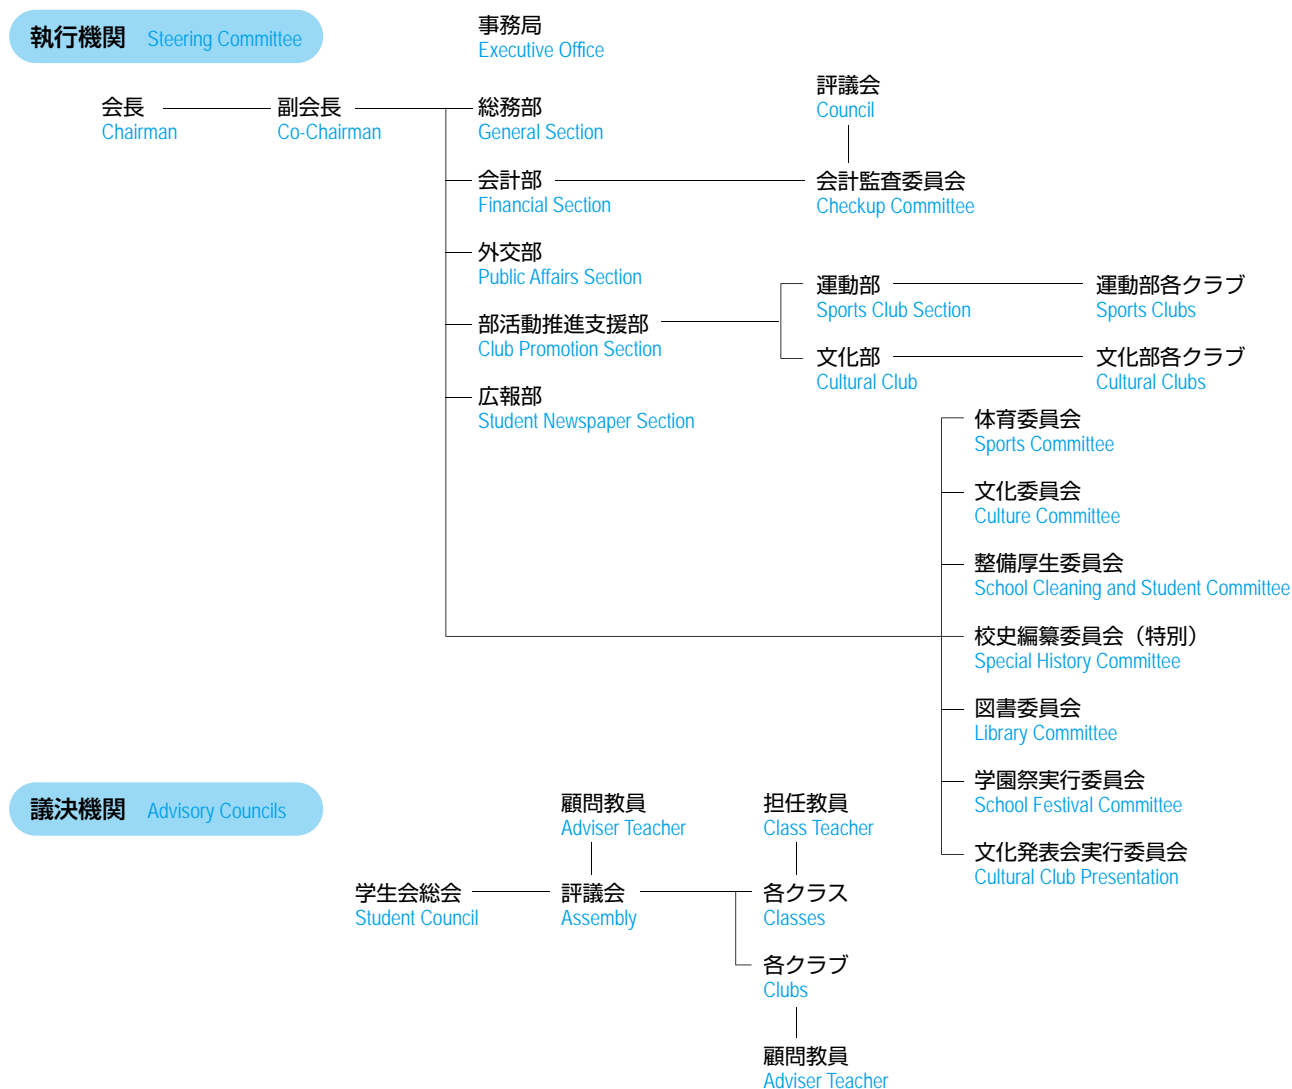 執行機関 Steering Committee
事務局
Executive Office
会長
Chairman
副会長
Co-Chairman
総務部
General Section
評議会
Council
会計部
Financial Section
会計監査委員会
Checkup Committee
外交部
Public Affairs Section
部活動推進支援部
Club Promotion Section
運動部
Sports Club Section
運動部各クラブ
Sports Clubs
文化部
Cultural Club
文化部各クラブ
Cultural Clubs
広報部
Student Newspaper Section
体育委員会
Sports Committee
文化委員会
Culture Committee
整備厚生委員会
School Cleaning and Student Committee
校史編纂委員会（特別）
Special History Committee
図書委員会
Library Committee
学園祭実行委員会
School Festival Committee
文化発表会実行委員会
Cultural Club Presentation
議決機関 Advisory Councils
顧問教員
Adviser Teacher
担任教員
Class Teacher
学生会総会
Student Council
評議会
Assembly
各クラス
Classes
各クラブ
Clubs
顧問教員
Adviser Teacher